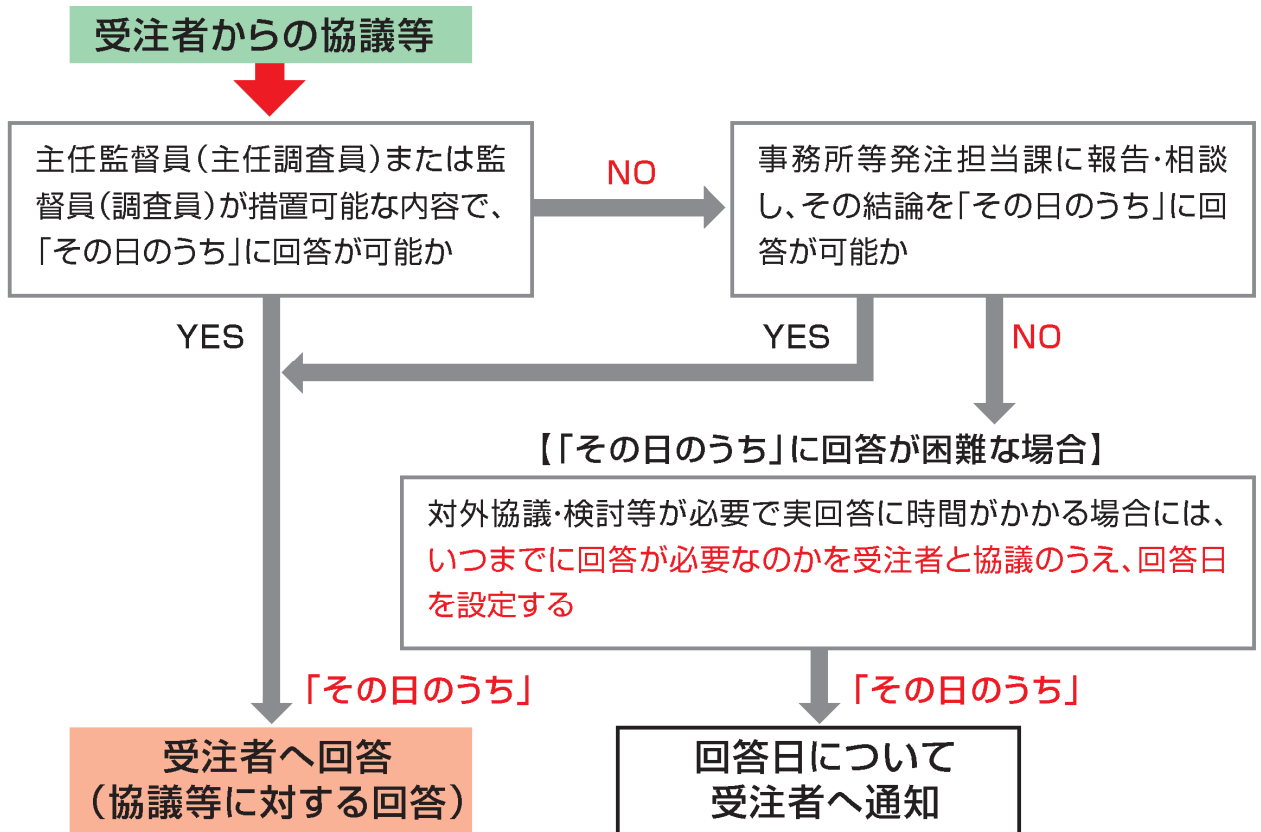 受注者からの協議等
主任監督員(主任調査員)または監
督員(調査員)が措置可能な内容で、
「その日のうち」に回答が可能か
NO
事務所等発注担当課に報告・相談
し、その結論を「その日のうち」に回
答が可能か
YES
YES
NO
【「その日のうち」に回答が困難な場合】
対外協議・検討等が必要で実回答に時間がかかる場合には、
いつまでに回答が必要なのかを受注者と協議のうえ、回答日
を設定する
「その日のうち」
「その日のうち」
受注者へ回答
(協議等に対する回答)
回答日について
受注者へ通知